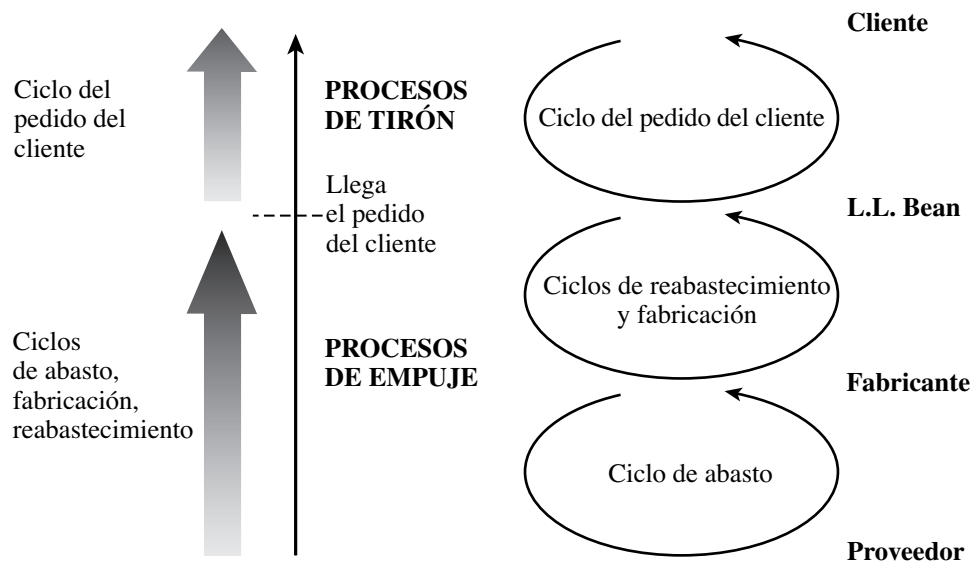 Cliente
Ciclo del
pedido del
cliente
PROCESOS
DE TIRÓN
Ciclo del pedido del cliente
Llega
el pedido
del cliente
L.L. Bean
Ciclos de reabastecimiento
y fabricación
Ciclos
de abasto,
fabricación,
reabastecimiento
PROCESOS
DE EMPUJE
Fabricante
Ciclo de abasto
Proveedor